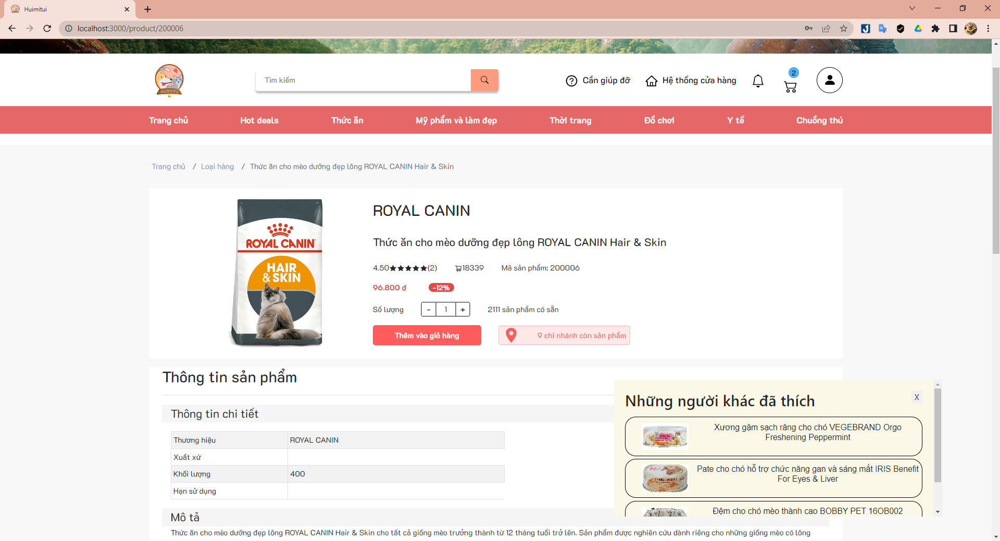 Huimitui
localhost:3000/product/200006
HUIMITU
Tìm kiếm
Cần giúp đỡ
Hệ thống cửa hàng
2
Trang chủ
Hot deals
Thức ăn
Mỹ phẩm và làm đẹp
Thời trang
Đồ chơi
Y tế
Chuồng thú
Trang chủ / Loại hàng / Thức ăn cho mèo dưỡng đẹp lông ROYAL CANIN Hair & Skin
ROYAL CANIN
HAIR
& SKIN
ROYAL CANIN
Thức ăn cho mèo dưỡng đẹp lông ROYAL CANIN Hair & Skin
4.50★★★★★(2) 18339 Mã sản phẩm: 200006
96.800 ₫ -12%
Số lượng - 1 + 2111 sản phẩm có sẵn
Thêm vào giỏ hàng
9 chi nhánh còn sản phẩm
Thông tin sản phẩm
Thông tin chi tiết
Thương hiệu ROYAL CANIN
Xuất xứ
Khối lượng 400
Hạn sử dụng
Mô tả
Thức ăn cho mèo dưỡng đẹp lông ROYAL CANIN Hair & Skin cho tất cả giống mèo trưởng thành từ 12 tháng tuổi trở lên. Sản phẩm được nghiên cứu dành riêng cho những giống mèo có lông
Những người khác đã thích
X
Xương gặm sạch răng cho chó VEGEBRAND Orgo
Freshening Peppermint
Pate cho chó hỗ trợ chức năng gan và sáng mắt IRIS Benefit
For Eyes & Liver
Đệm cho chó mèo thành cao BOBBY PET 16OB002